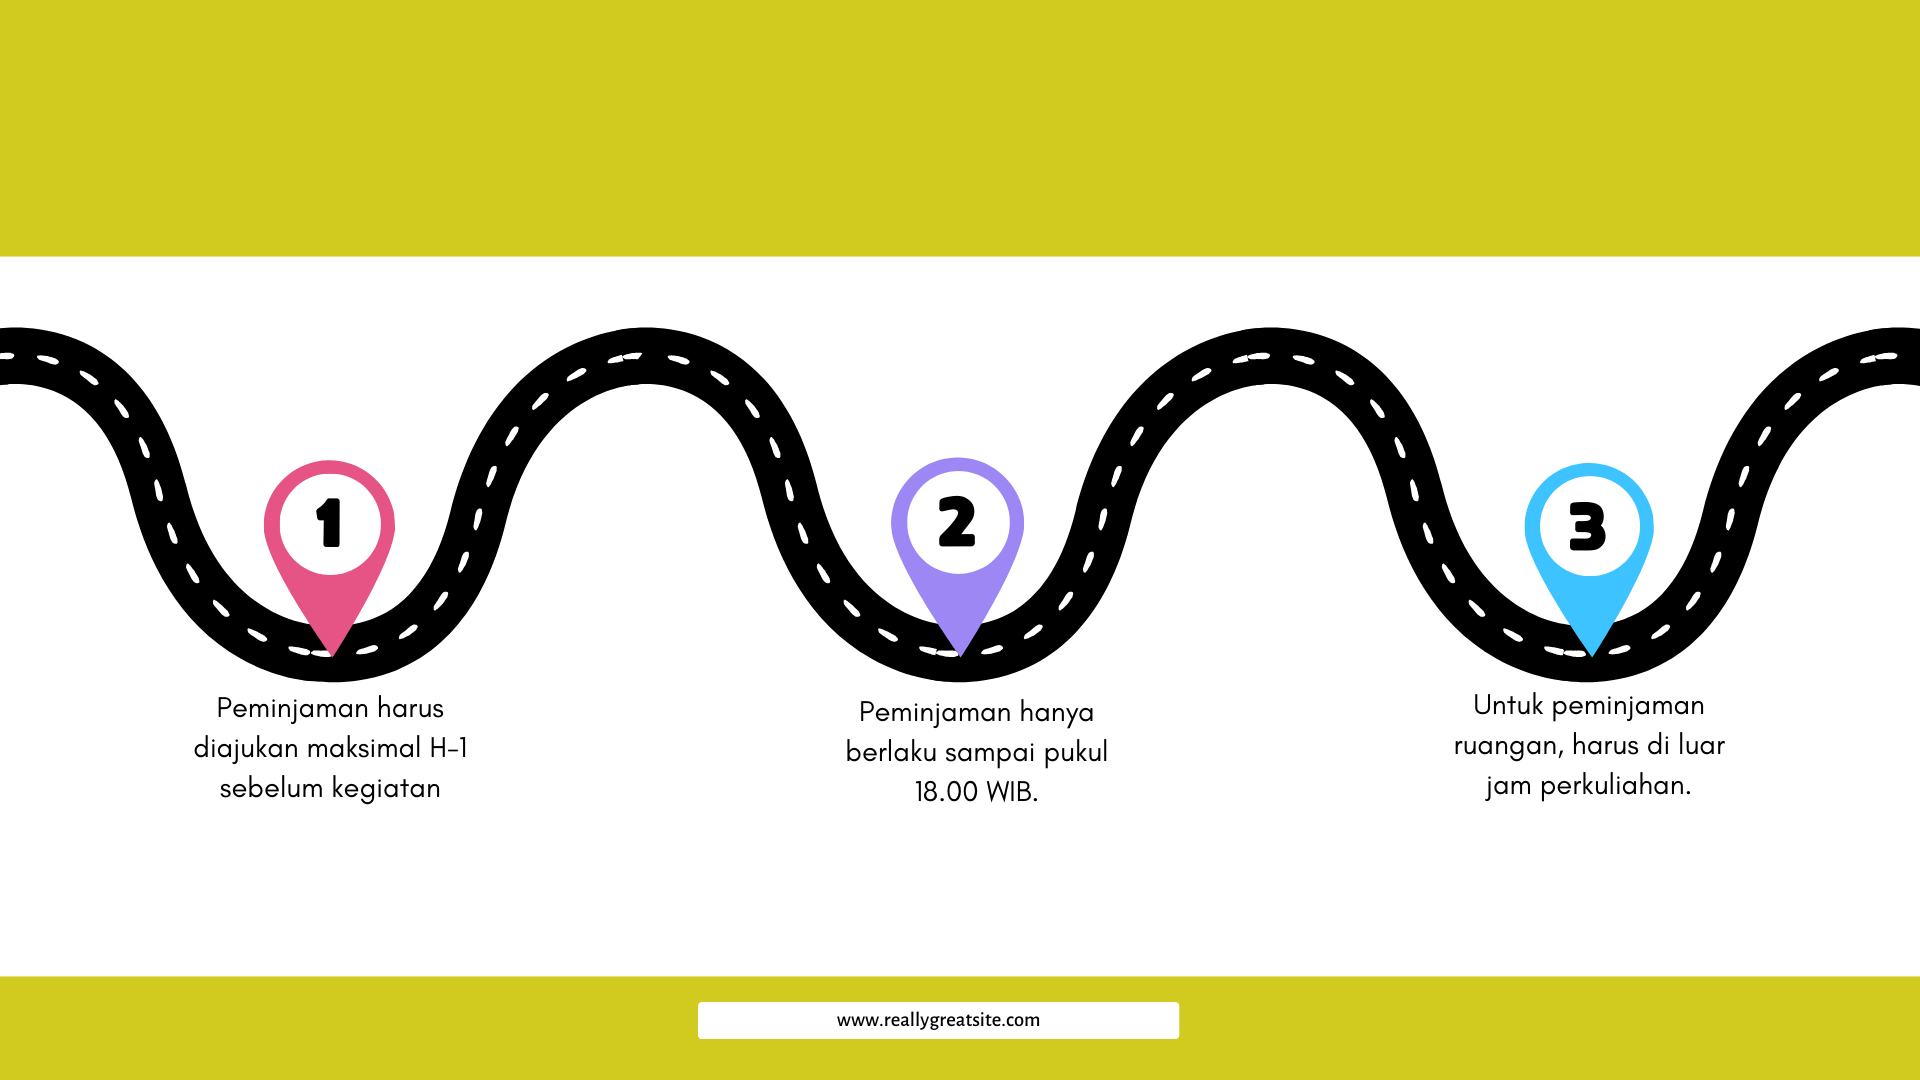 1
Peminjaman harus
diajukan maksimal H-1
sebelum kegiatan
2
Peminjaman hanya
berlaku sampai pukul
18.00 WIB.
3
Untuk peminjaman
ruangan, harus di luar
jam perkuliahan.
www.reallygreatsite.com